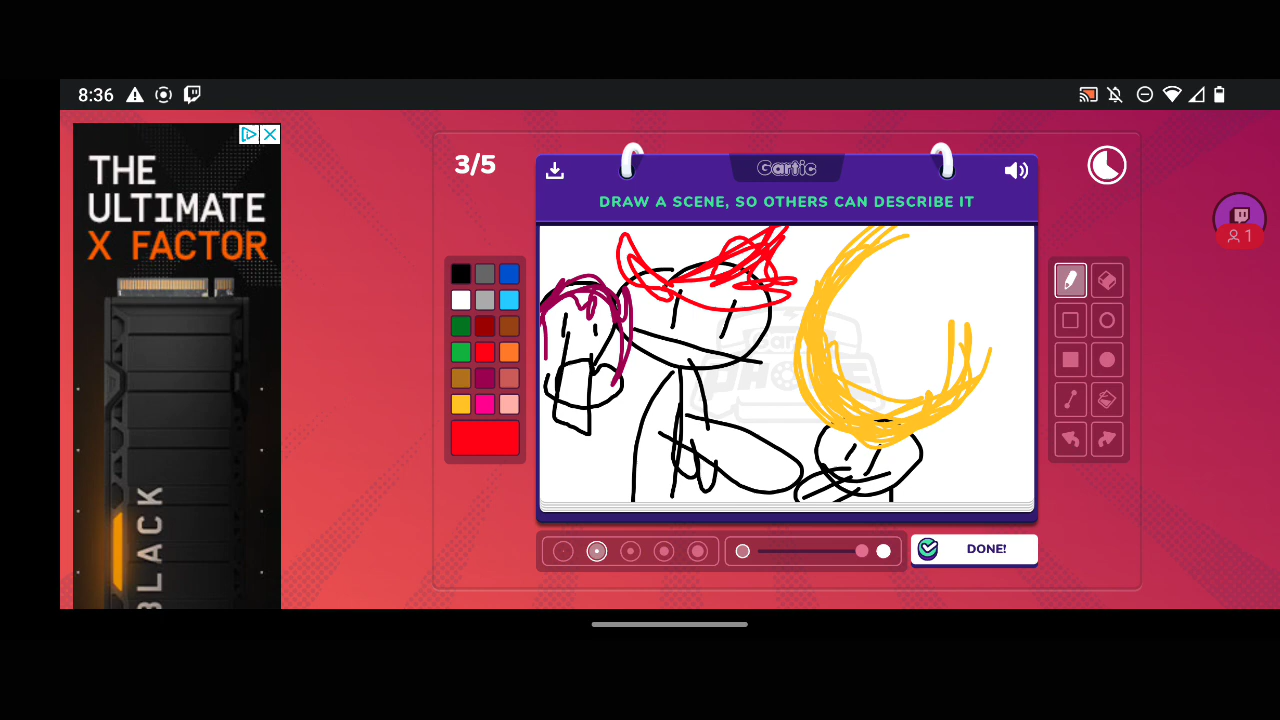 8:36
1
THE
ULTIMATE
X FACTOR
BLACK
3/5
Gartic
DRAW A SCENE, SO OTHERS CAN DESCRIBE IT
DONE!